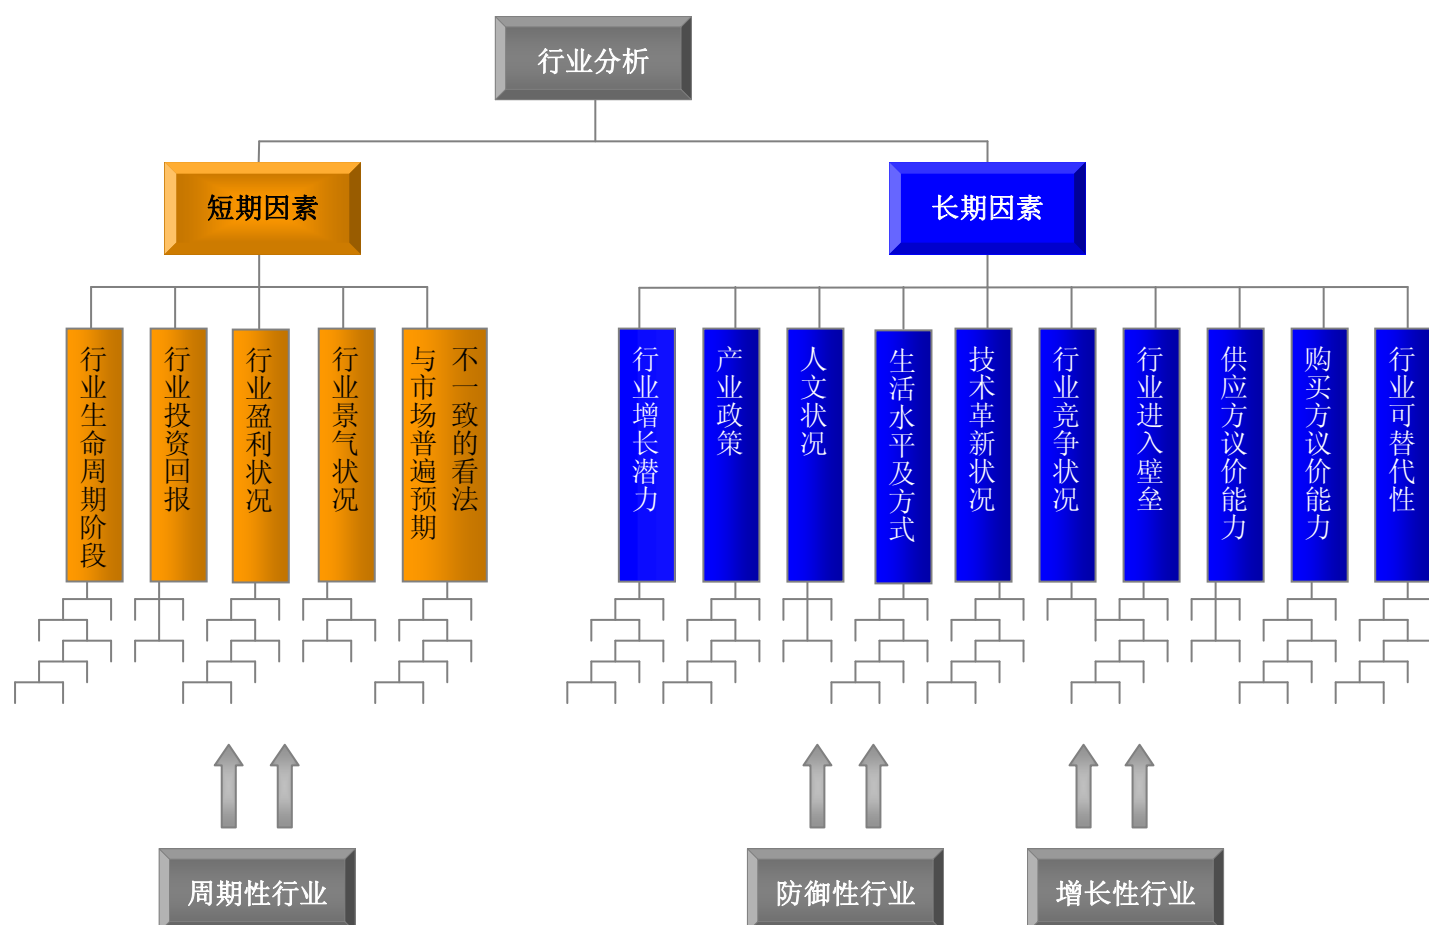 行业分析
短期因素
长期因素
行业生命周期阶段
行业投资回报
行业盈利状况
行业景气状况
与市场普遍预期
不一致的看法
行业增长潜力
产业政策
人文状况
生活水平及方式
技术革新状况
行业竞争状况
行业进入壁垒
供应方议价能力
购买方议价能力
行业可替代性
周期性行业
防御性行业
增长性行业